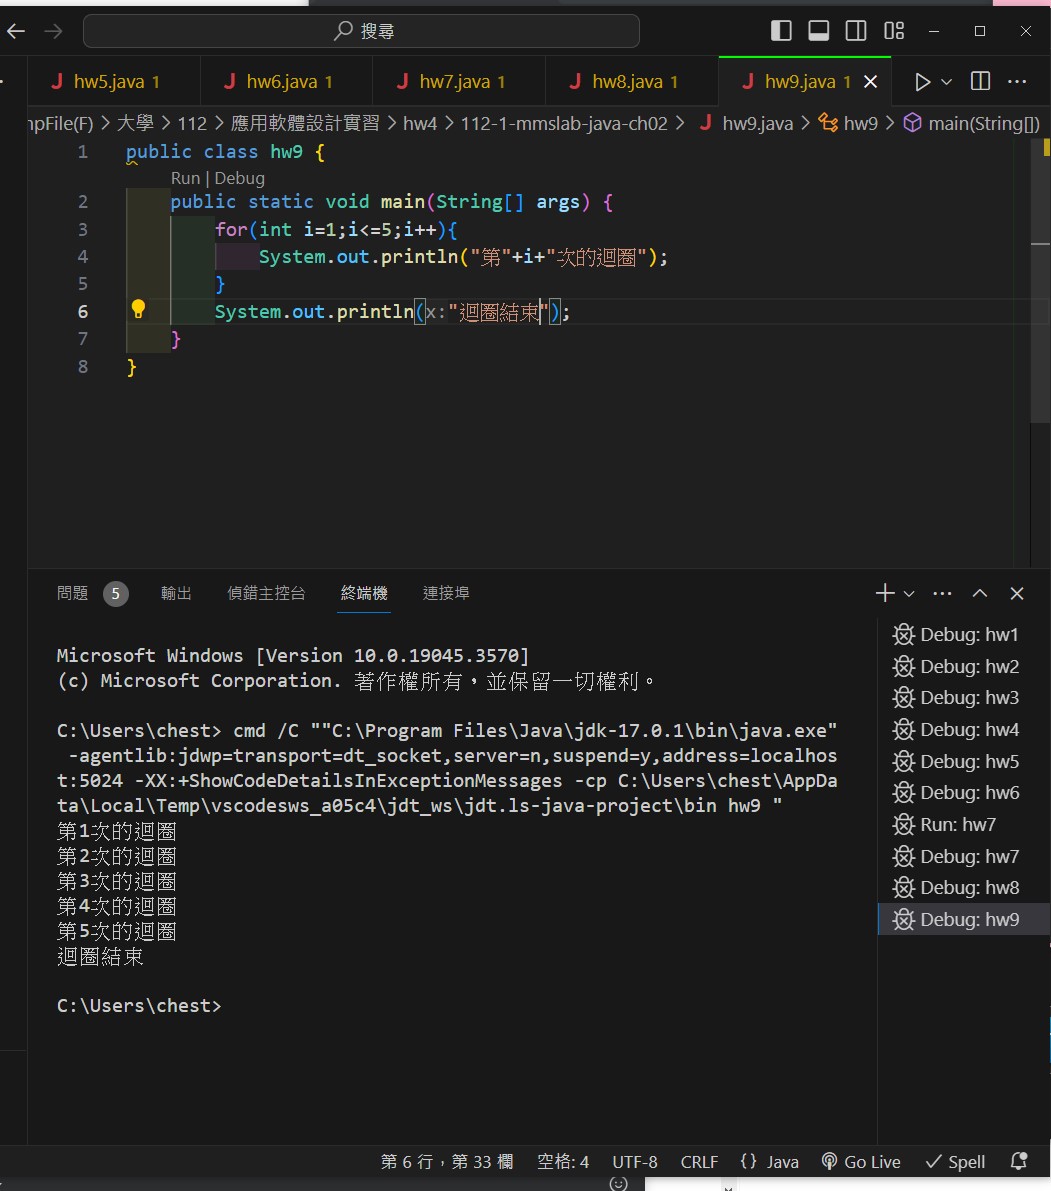 搜尋
hw5.java 1 hw6.java 1 hw7.java 1 hw8.java 1 hw9.java 1
npFile(F) > 大學 > 112 > 應用軟體設計實習 > hw4 > 112-1-mmslab-java-ch02 > hw9.java > hw9 > main(String[])
1 public class hw9 {
Run | Debug
2 public static void main(String[] args) {
3 for(int i=1;i<=5;i++){
4 System.out.println("第"+i+"次的迴圈");
5 }
6 System.out.println(x:"迴圈結束");
7 }
8 }
問題 5 輸出 偵錯主控台 終端機 連接埠
Microsoft Windows [Version 10.0.19045.3570]
(c) Microsoft Corporation. 著作權所有，並保留一切權利。
C:\Users\chest> cmd /C ""C:\Program Files\Java\jdk-17.0.1\bin\java.exe"
-agentlib:jdwp=transport=dt_socket,server=n,suspend=y,address=localhos
t:5024 -XX:+ShowCodeDetailsInExceptionMessages -cp C:\Users\chest\AppDa
ta\Local\Temp\vscodesws_a05c4\jdt_ws\jdt.ls-java-project\bin hw9 "
第1次的迴圈
第2次的迴圈
第3次的迴圈
第4次的迴圈
第5次的迴圈
迴圈結束
C:\Users\chest>
Debug: hw1
Debug: hw2
Debug: hw3
Debug: hw4
Debug: hw5
Debug: hw6
Run: hw7
Debug: hw7
Debug: hw8
Debug: hw9
第 6 行，第 33 欄 空格: 4 UTF-8 CRLF {} Java Go Live Spell